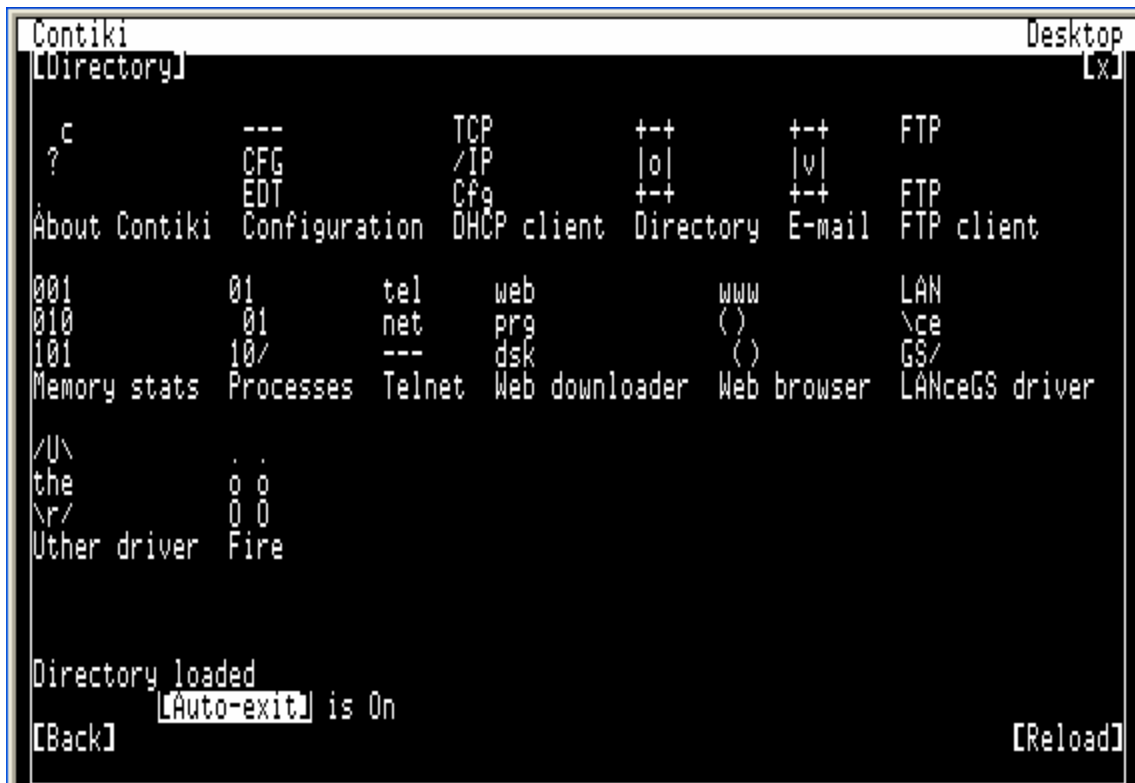 Contiki Desktop
[Directory] [x]
c --- TCP +-+ +-+ FTP
? CFG /IP |o| |v|
. EDT Cfg +-+ +-+ FTP
About Contiki Configuration DHCP client Directory E-mail FTP client
001 01 tel web www LAN
010 01 net prg () \ce
101 10/ --- dsk () GS/
Memory stats Processes Telnet Web downloader Web browser LANceGS driver
/U\ . .
the o o
\r/ O O
Uther driver Fire
Directory loaded
[Auto-exit] is On
[Back] [Reload]